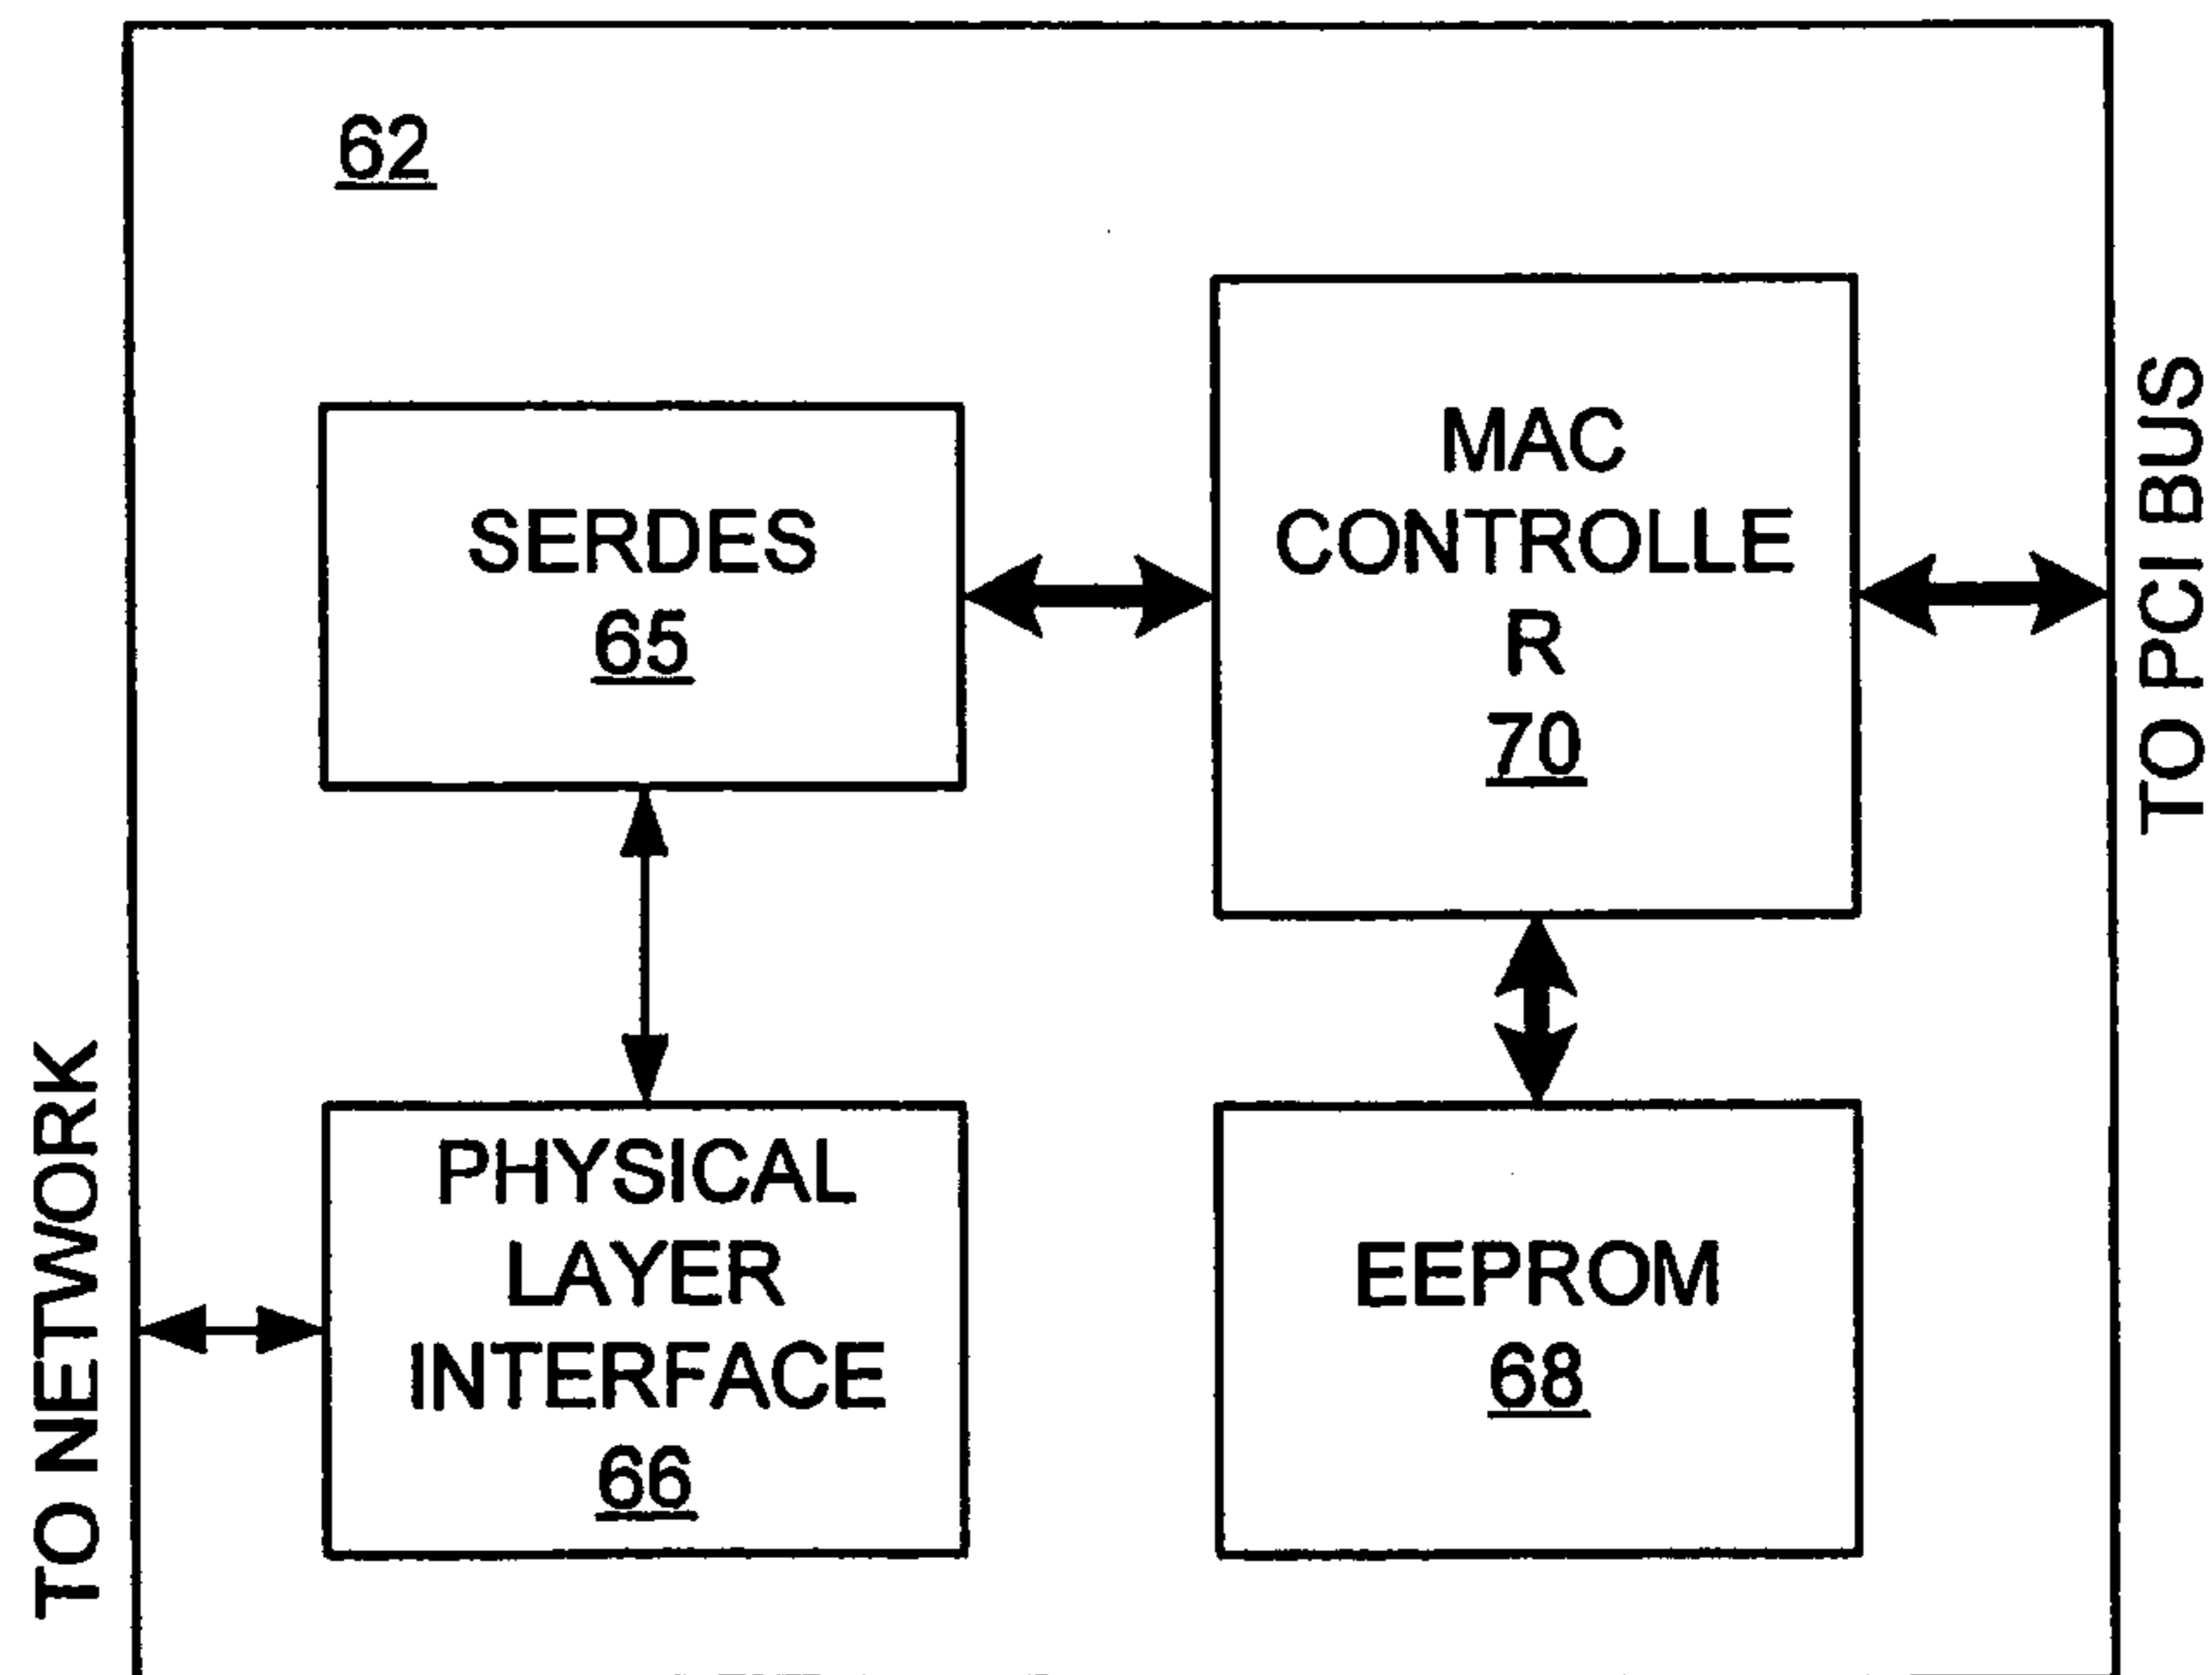 62
SERDES
65
MAC
CONTROLLE
R
70
PHYSICAL
LAYER
INTERFACE
66
EEPROM
68
TO NETWORK
TO PCI BUS